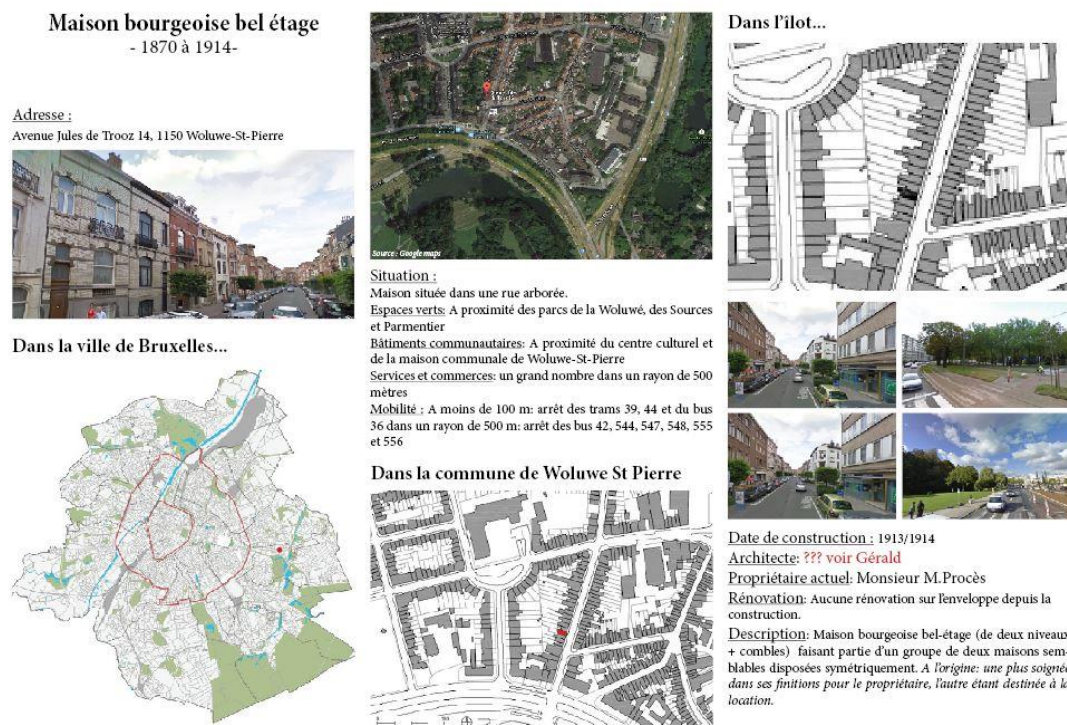 Maison bourgeoise bel étage
- 1870 à 1914-
Adresse :
Avenue Jules de Trooz 14, 1150 Woluwe-St-Pierre
Dans la ville de Bruxelles...
Source : Google maps
Situation :
Maison située dans une rue arborée.
Espaces verts: A proximité des parcs de la Woluwé, des Sources
et Parmentier
Bâtiments communautaires: A proximité du centre culturel et
de la maison communale de Woluwe-St-Pierre
Services et commerces: un grand nombre dans un rayon de 500
mètres
Mobilité : A moins de 100 m: arrêt des trams 39, 44 et du bus
36 dans un rayon de 500 m: arrêt des bus 42, 544, 547, 548, 555
et 556
Dans la commune de Woluwe St Pierre
Dans l'îlot...
Date de construction : 1913/1914
Architecte: ??? voir Gérald
Propriétaire actuel: Monsieur M.Procès
Rénovation: Aucune rénovation sur l'enveloppe depuis la
construction.
Description: Maison bourgeoise bel-étage (de deux niveaux
+ combles) faisant partie d'un groupe de deux maisons sem-
blables disposées symétriquement. A l'origine: une plus soignée
dans ses finitions pour le propriétaire, l'autre étant destinée à la
location.